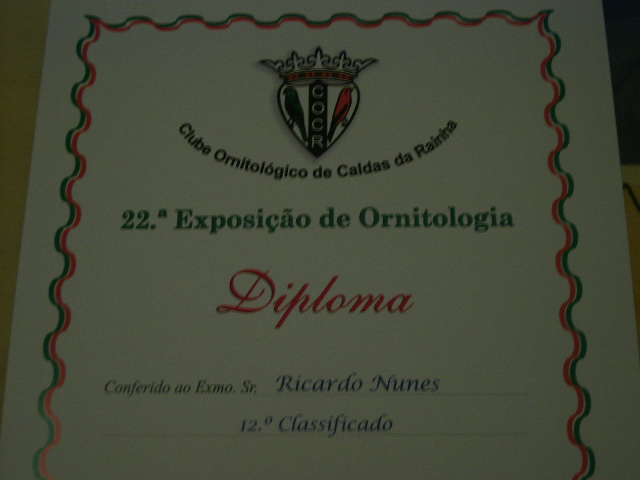 COCR
Clube Ornitológico de Caldas da Rainha
22.ª Exposição de Ornitologia
Diploma
Conferido ao Exmo. Sr. Ricardo Nunes
12.º Classificado